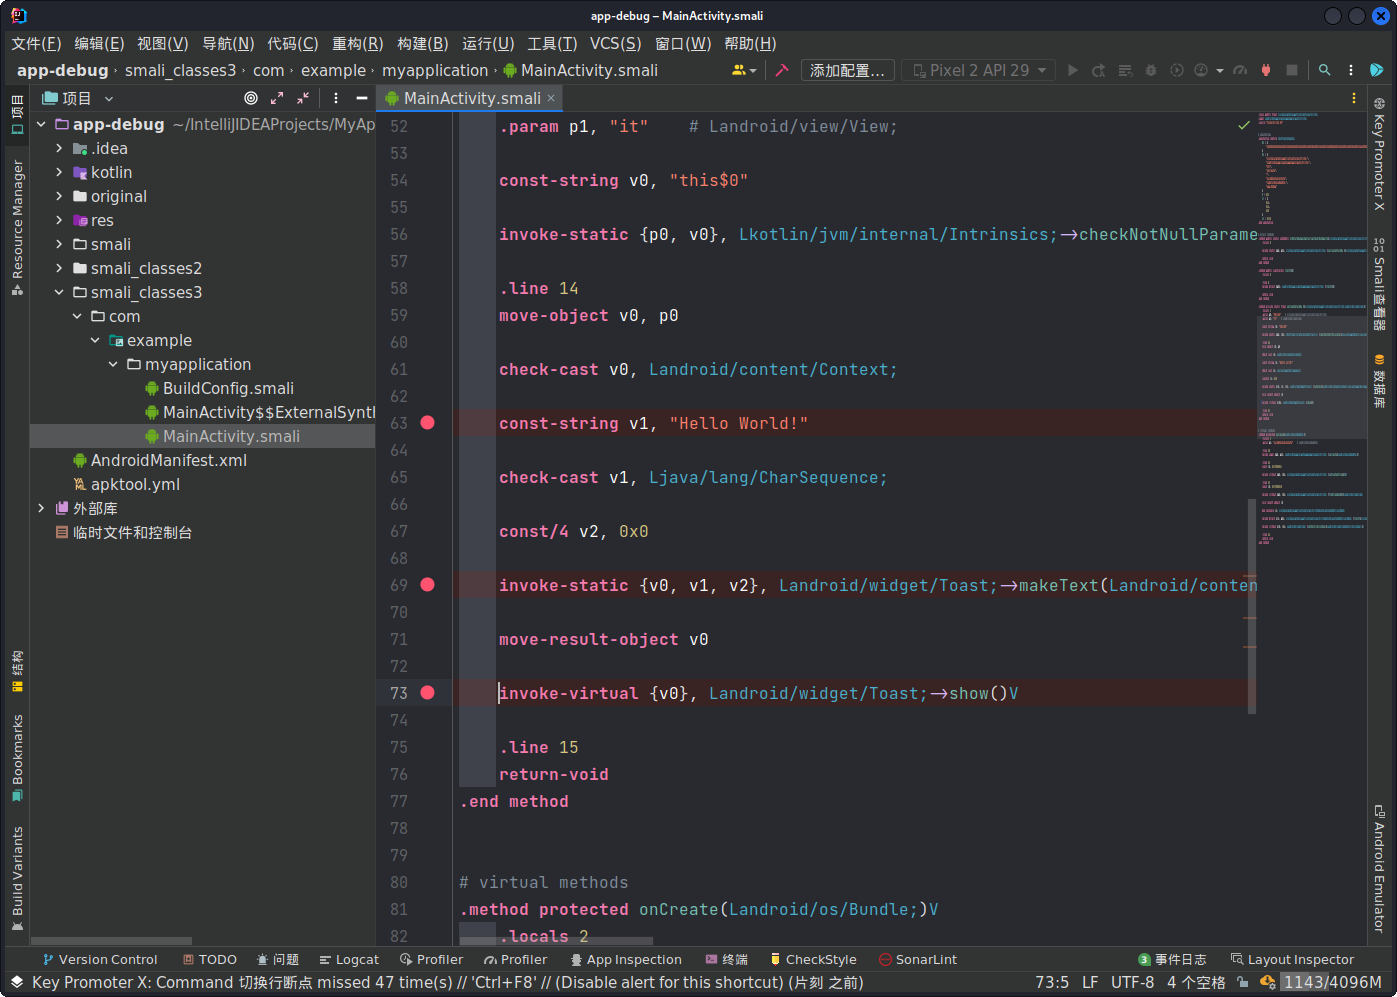 app-debug – MainActivity.smali
文件(F) 编辑(E) 视图(V) 导航(N) 代码(C) 重构(R) 构建(B) 运行(U) 工具(T) VCS(S) 窗口(W) 帮助(H)
app-debug › smali_classes3 › com › example › myapplication › MainActivity.smali
添加配置...
Pixel 2 API 29
项目
MainActivity.smali ×
项目
Resource Manager
结构
Bookmarks
Build Variants
app-debug ~/IntelliJIDEAProjects/MyAp
.idea
kotlin
original
res
smali
smali_classes2
smali_classes3
com
example
myapplication
BuildConfig.smali
MainActivity$$ExternalSynt
MainActivity.smali
AndroidManifest.xml
apktool.yml
外部库
临时文件和控制台
52 .param p1, "it" # Landroid/view/View;
53
54 const-string v0, "this$0"
55
56 invoke-static {p0, v0}, Lkotlin/jvm/internal/Intrinsics;->checkNotNullParame
57
58 .line 14
59 move-object v0, p0
60
61 check-cast v0, Landroid/content/Context;
62
63 const-string v1, "Hello World!"
64
65 check-cast v1, Ljava/lang/CharSequence;
66
67 const/4 v2, 0x0
68
69 invoke-static {v0, v1, v2}, Landroid/widget/Toast;->makeText(Landroid/conten
70
71 move-result-object v0
72
73 invoke-virtual {v0}, Landroid/widget/Toast;->show()V
74
75 .line 15
76 return-void
77 .end method
78
79
80 # virtual methods
81 .method protected onCreate(Landroid/os/Bundle;)V
82 .locals 2
Key Promoter X
Smali查看器
数据库
Android Emulator
Version Control TODO 问题 Logcat Profiler Profiler App Inspection 终端 CheckStyle SonarLint 3 事件日志 Layout Inspector
Key Promoter X: Command 切换行断点 missed 47 time(s) // 'Ctrl+F8' // (Disable alert for this shortcut) (片刻 之前) 73:5 LF UTF-8 4 个空格 1143/4096M